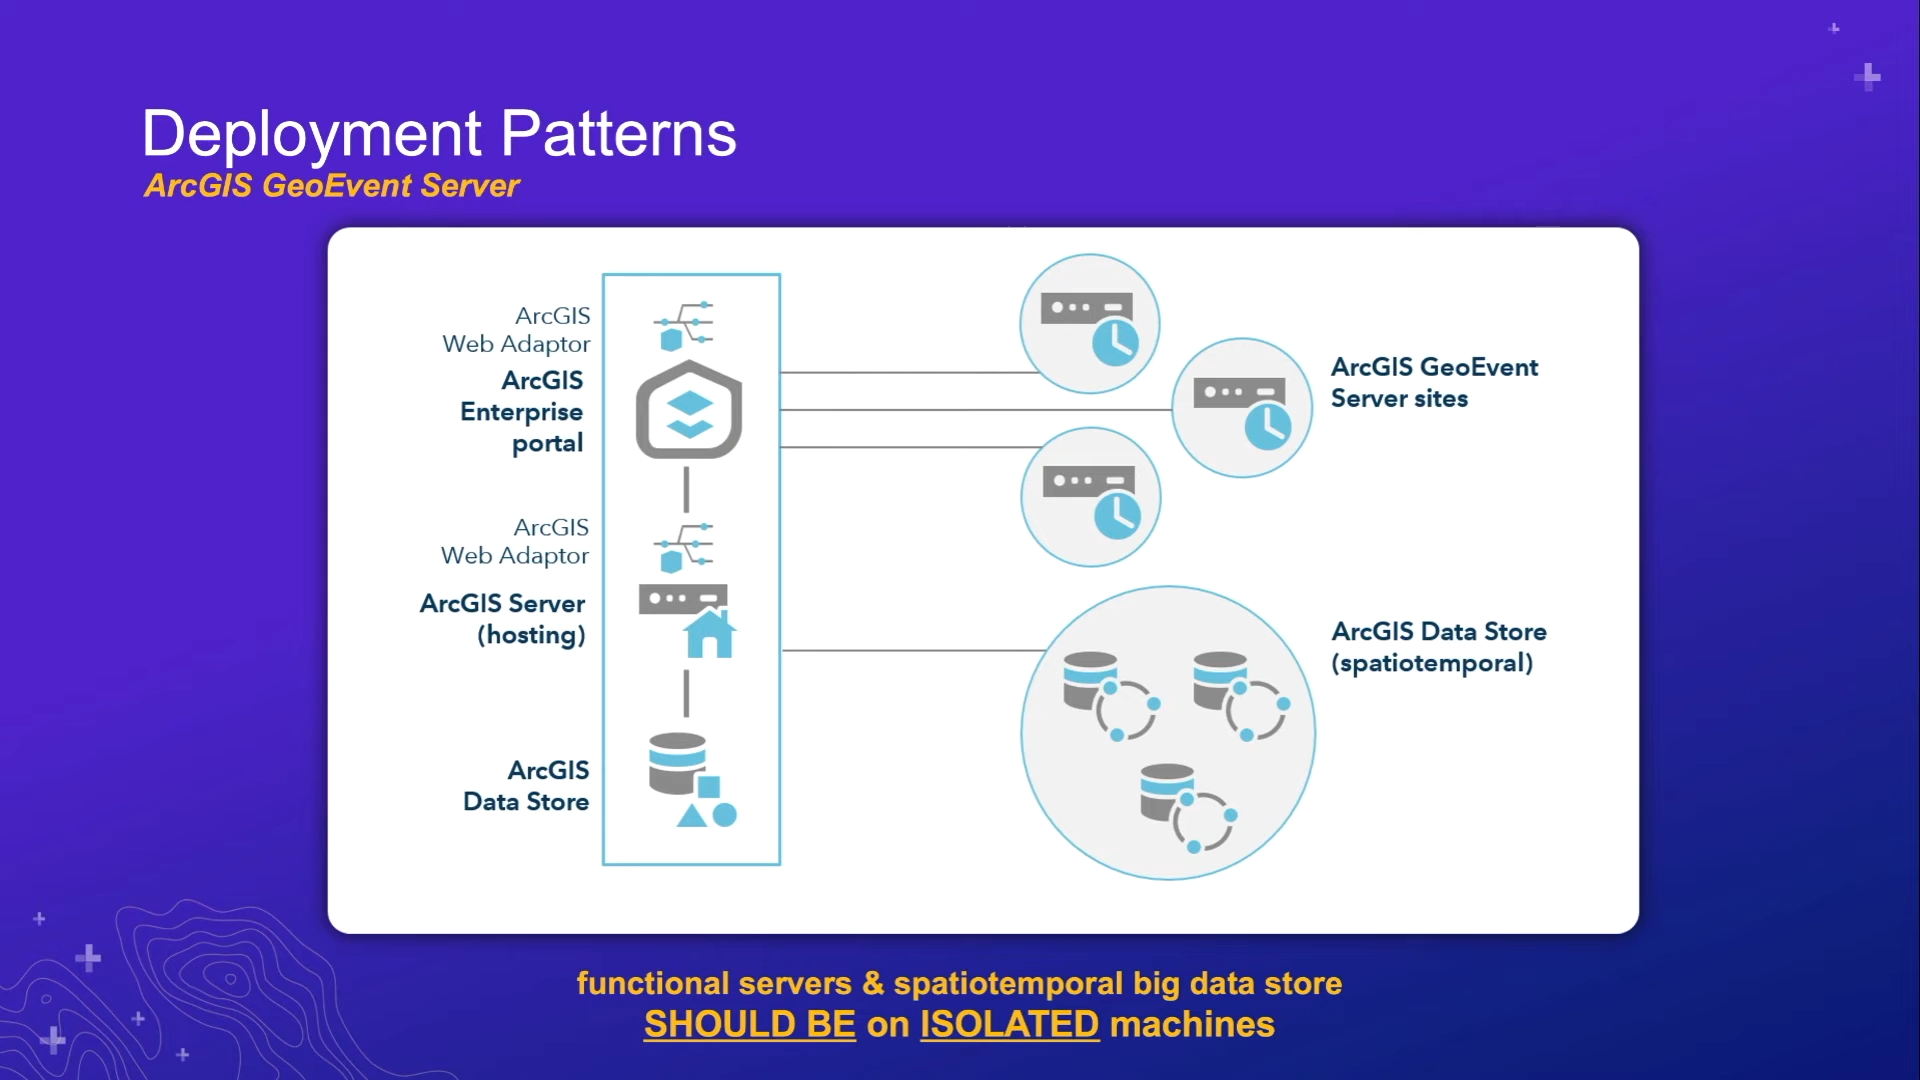 Deployment Patterns
ArcGIS GeoEvent Server
ArcGIS
Web Adaptor
ArcGIS
Enterprise
portal
ArcGIS
Web Adaptor
ArcGIS Server
(hosting)
ArcGIS
Data Store
ArcGIS GeoEvent
Server sites
ArcGIS Data Store
(spatiotemporal)
functional servers & spatiotemporal big data store
SHOULD BE on ISOLATED machines